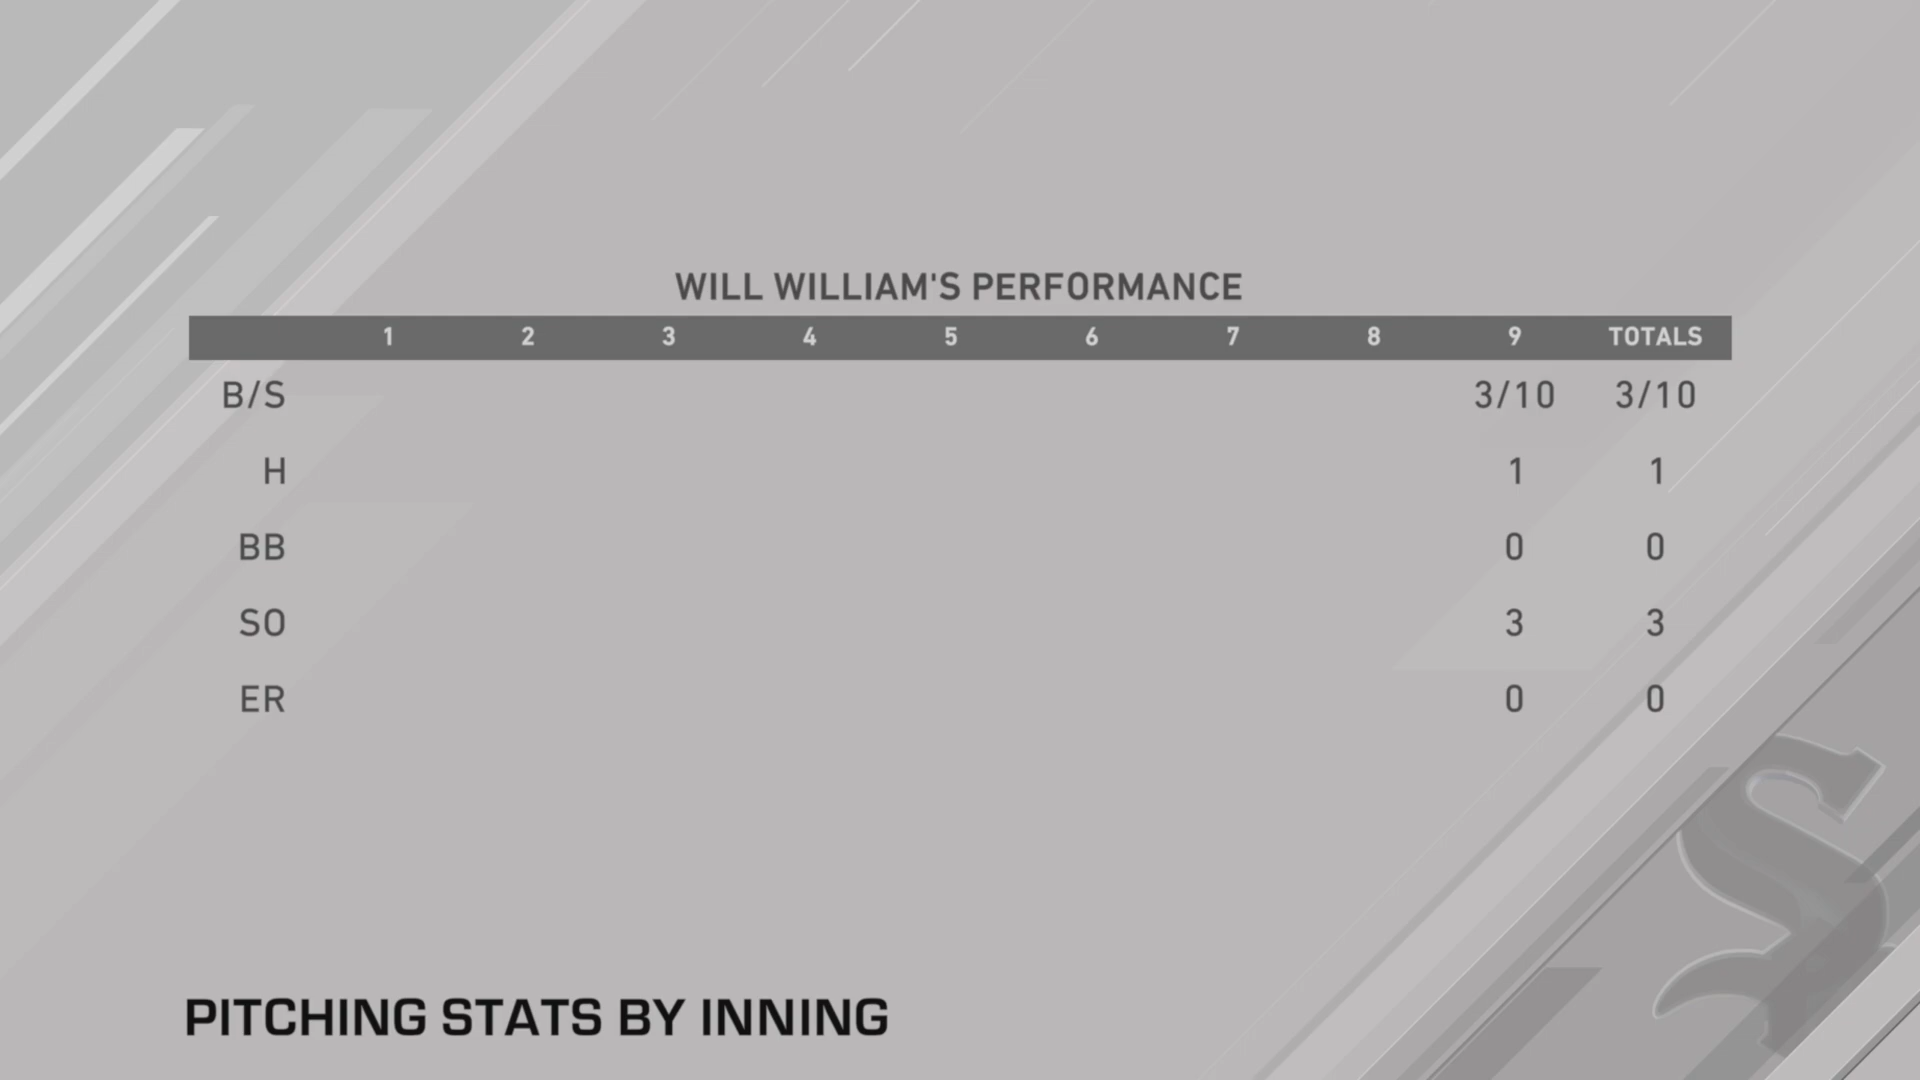 WILL WILLIAM'S PERFORMANCE
1 2 3 4 5 6 7 8 9 TOTALS
B/S 3/10 3/10
H 1 1
BB 0 0
SO 3 3
ER 0 0
PITCHING STATS BY INNING